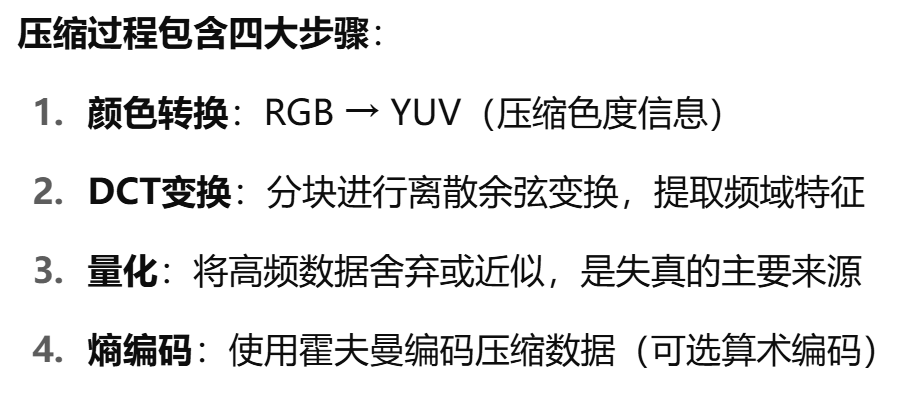 压缩过程包含四大步骤：
1. 颜色转换：RGB → YUV（压缩色度信息）
2. DCT变换：分块进行离散余弦变换，提取频域特征
3. 量化：将高频数据舍弃或近似，是失真的主要来源
4. 熵编码：使用霍夫曼编码压缩数据（可选算术编码）